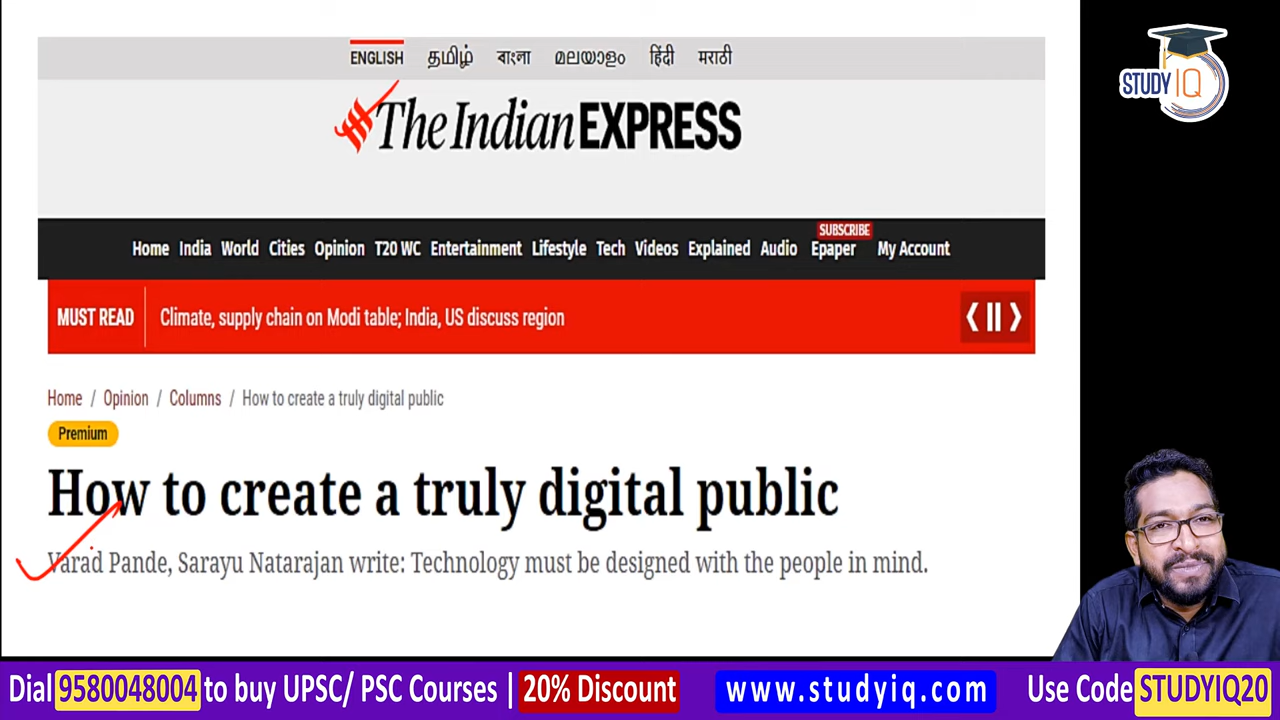 ENGLISH தமிழ் বাংলা മലയാളം हिंदी मराठी
STUDY IQ
The Indian EXPRESS
SUBSCRIBE
Home India World Cities Opinion T20 WC Entertainment Lifestyle Tech Videos Explained Audio Epaper My Account
MUST READ Climate, supply chain on Modi table; India, US discuss region
Home / Opinion / Columns / How to create a truly digital public
Premium
How to create a truly digital public
Varad Pande, Sarayu Natarajan write: Technology must be designed with the people in mind.
Dial 9580048004 to buy UPSC/ PSC Courses | 20% Discount www.studyiq.com Use Code STUDYIQ20